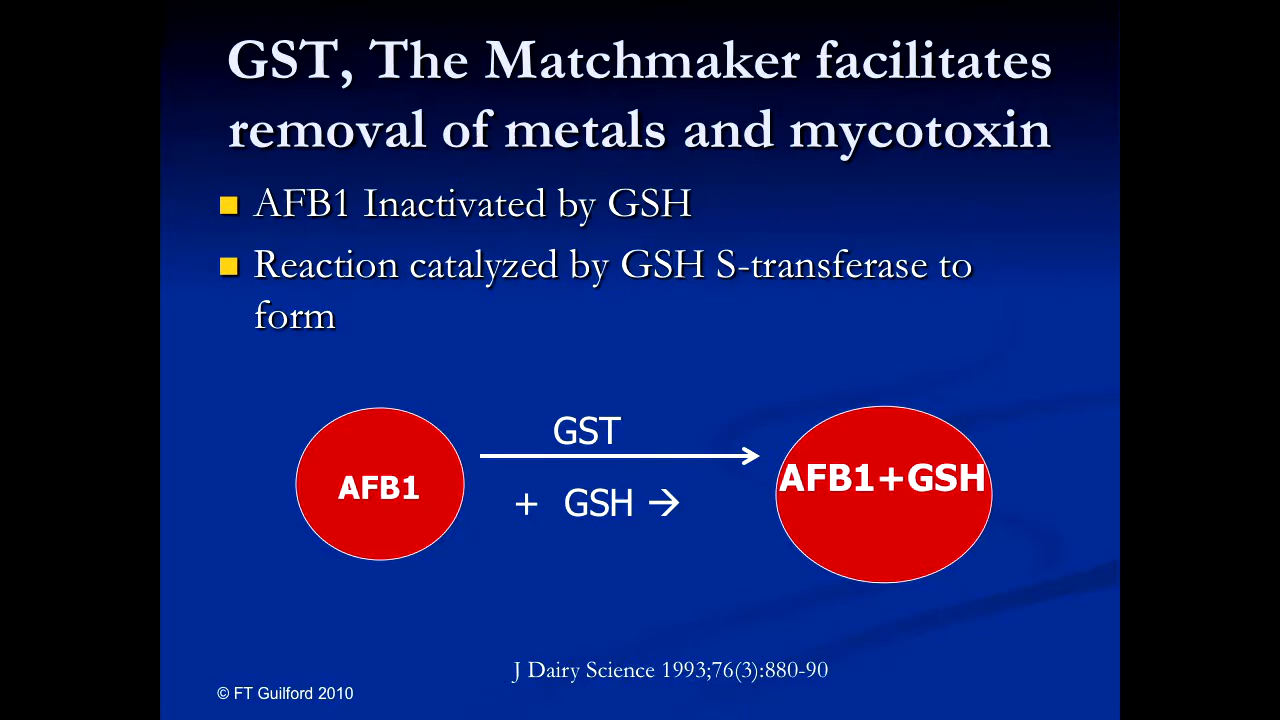 GST, The Matchmaker facilitates
removal of metals and mycotoxin
AFB1 Inactivated by GSH
Reaction catalyzed by GSH S-transferase to
form
GST
AFB1
+ GSH →
AFB1+GSH
J Dairy Science 1993;76(3):880-90
© FT Guilford 2010